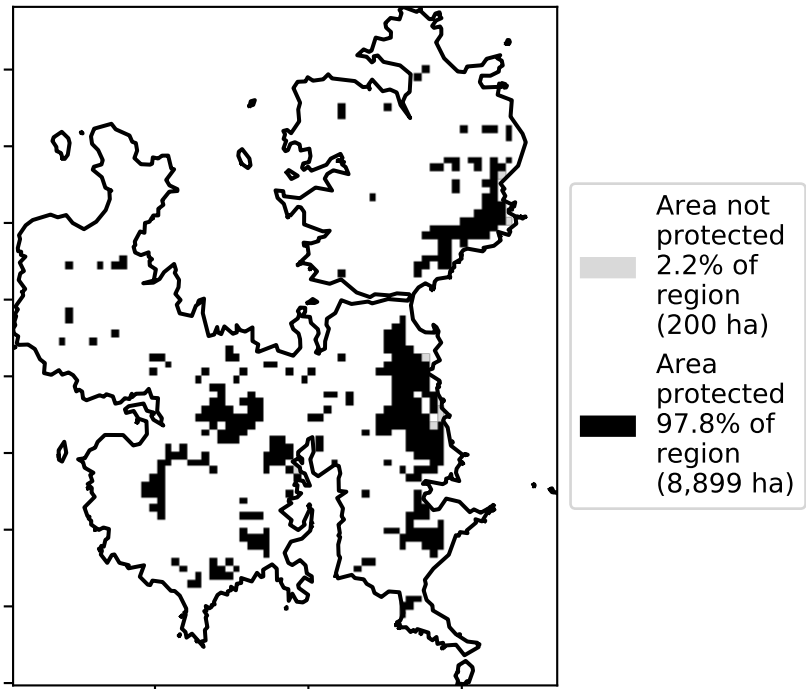 Area not
protected
2.2% of
region
(200 ha)
Area
protected
97.8% of
region
(8,899 ha)